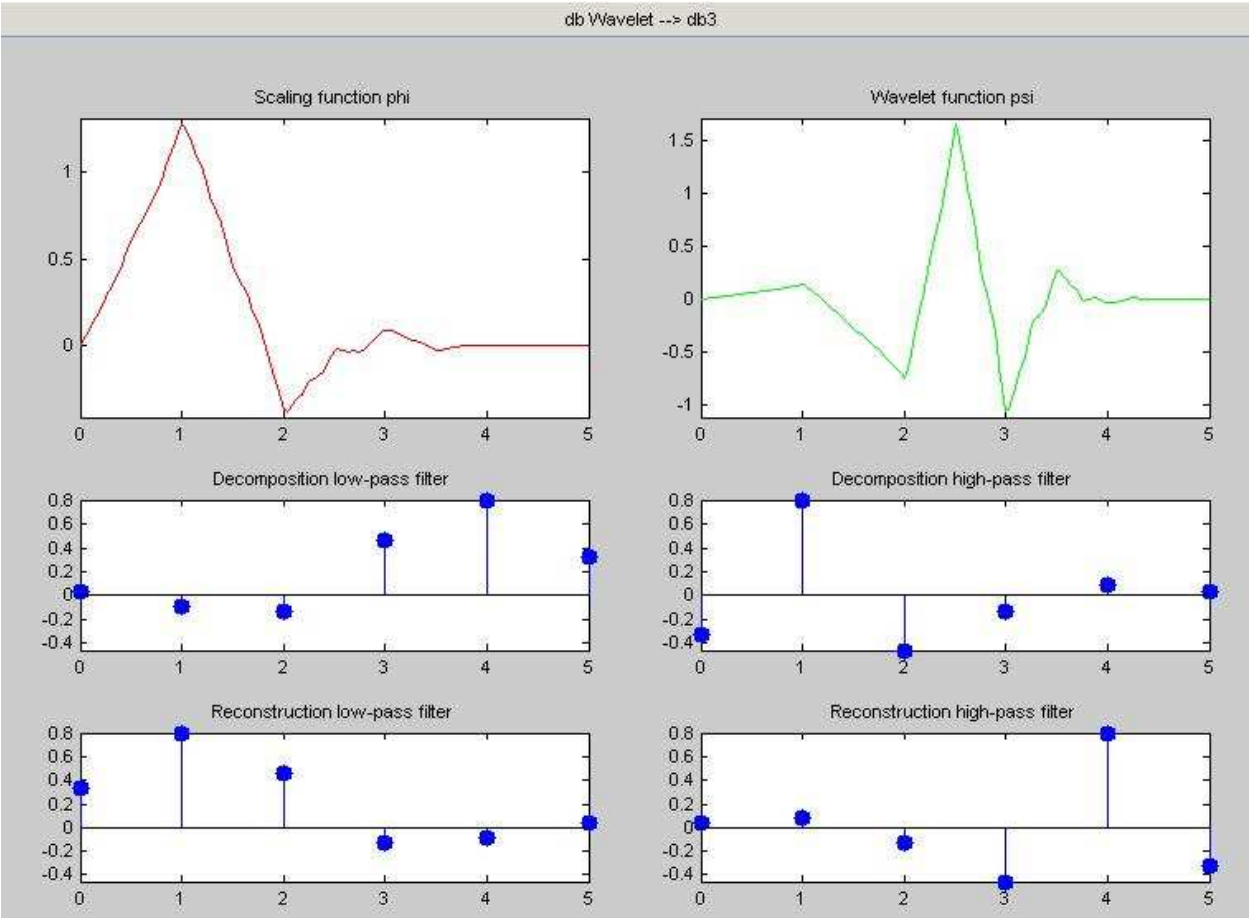 db Wavelet --> db3
Scaling function phi
1
0.5
0
0 1 2 3 4 5
Wavelet function psi
1.5
1
0.5
0
-0.5
-1
0 1 2 3 4 5
Decomposition low-pass filter
0.8
0.6
0.4
0.2
0
-0.2
-0.4
0 1 2 3 4 5
Decomposition high-pass filter
0.8
0.6
0.4
0.2
0
-0.2
-0.4
0 1 2 3 4 5
Reconstruction low-pass filter
0.8
0.6
0.4
0.2
0
-0.2
-0.4
0 1 2 3 4 5
Reconstruction high-pass filter
0.8
0.6
0.4
0.2
0
-0.2
-0.4
0 1 2 3 4 5